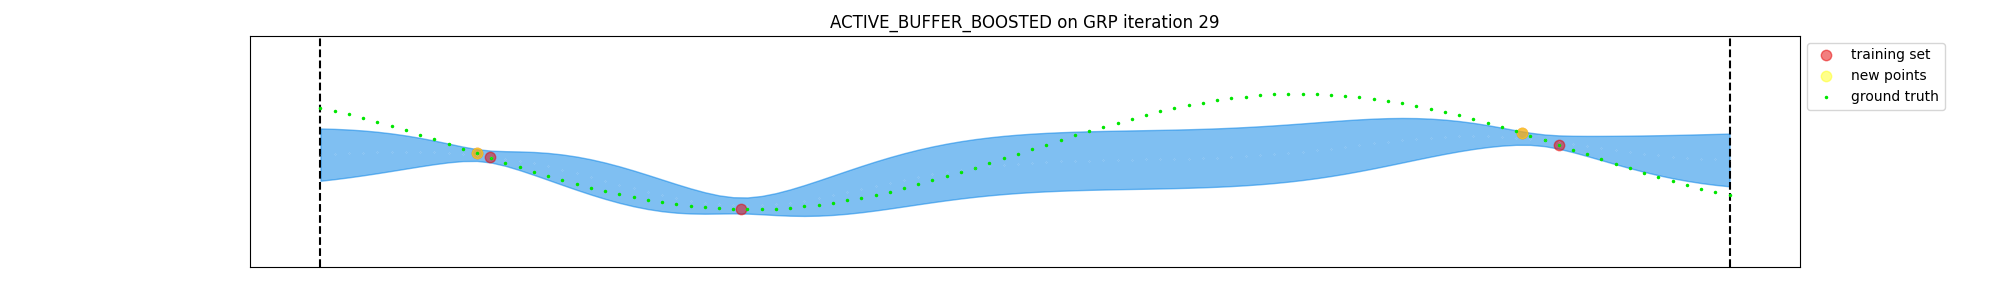 ACTIVE_BUFFER_BOOSTED on GRP iteration 29
training set
new points
ground truth